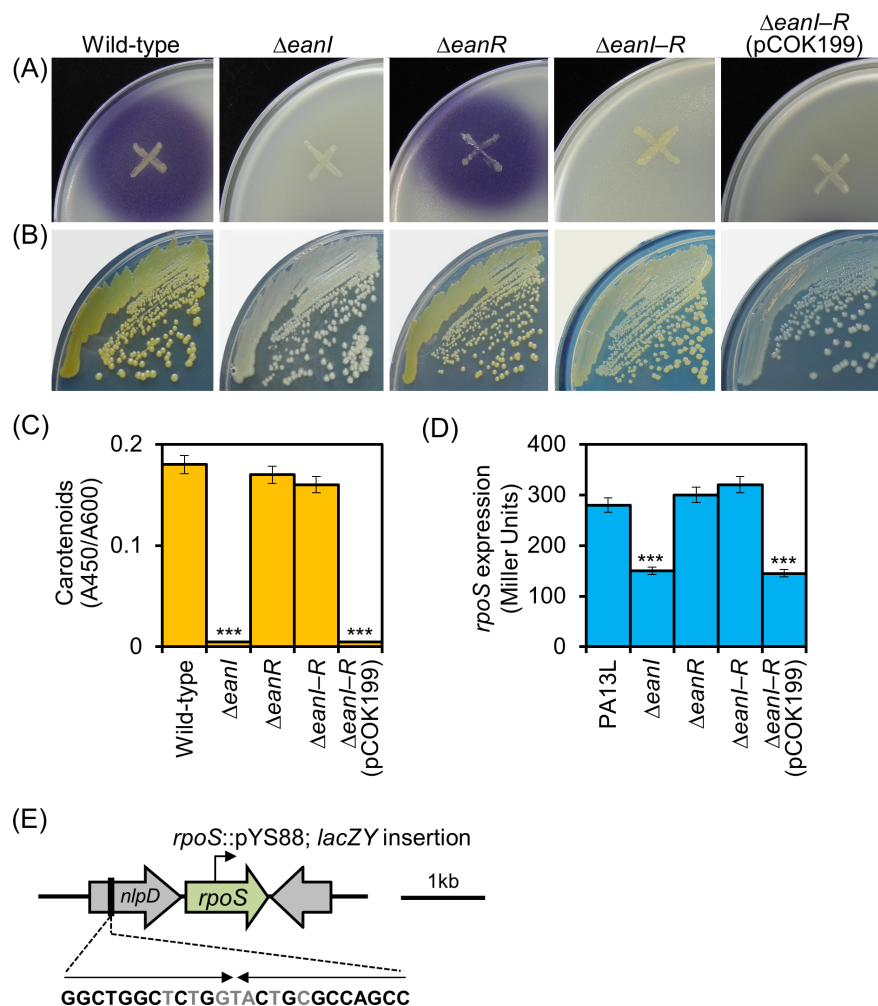 Wild-type ΔeanI ΔeanR ΔeanI–R ΔeanI–R
(pCOK199)
(A)
(B)
(C)
Carotenoids
(A450/A600)
0.2
0.1
0
***
***
Wild-type
ΔeanI
ΔeanR
ΔeanI–R
ΔeanI–R
(pCOK199)
(D)
rpoS expression
(Miller Units)
400
300
200
100
0
***
***
PA13L
ΔeanI
ΔeanR
ΔeanI–R
ΔeanI–R
(pCOK199)
(E)
rpoS::pYS88; lacZY insertion
nlpD
rpoS
1kb
GGCTGGCTCTGGTACTGCGCCAGCC